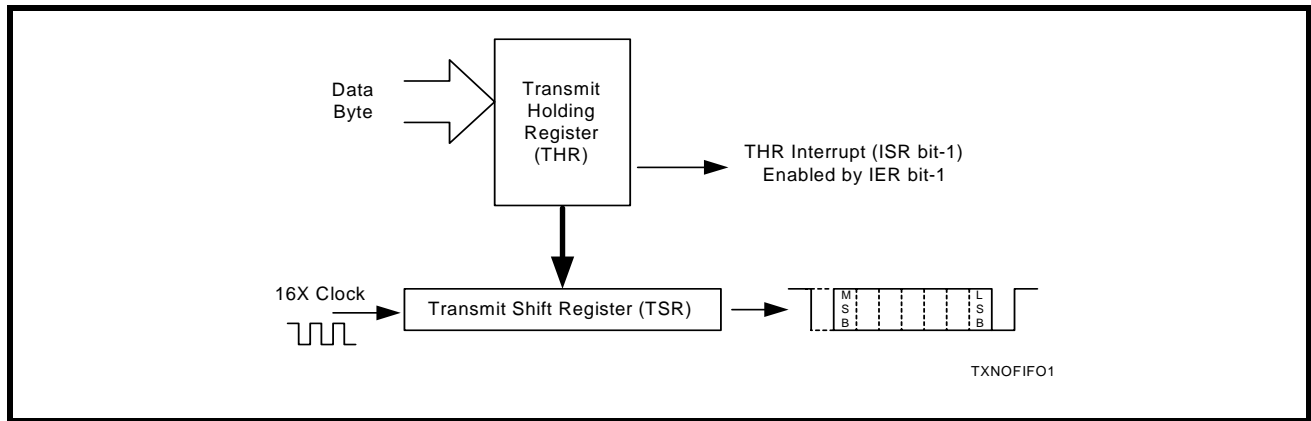 Data
Byte
Transmit
Holding
Register
(THR)
THR Interrupt (ISR bit-1)
Enabled by IER bit-1
16X Clock
Transmit Shift Register (TSR)
M
S
B
L
S
B
TXNOFIFO1